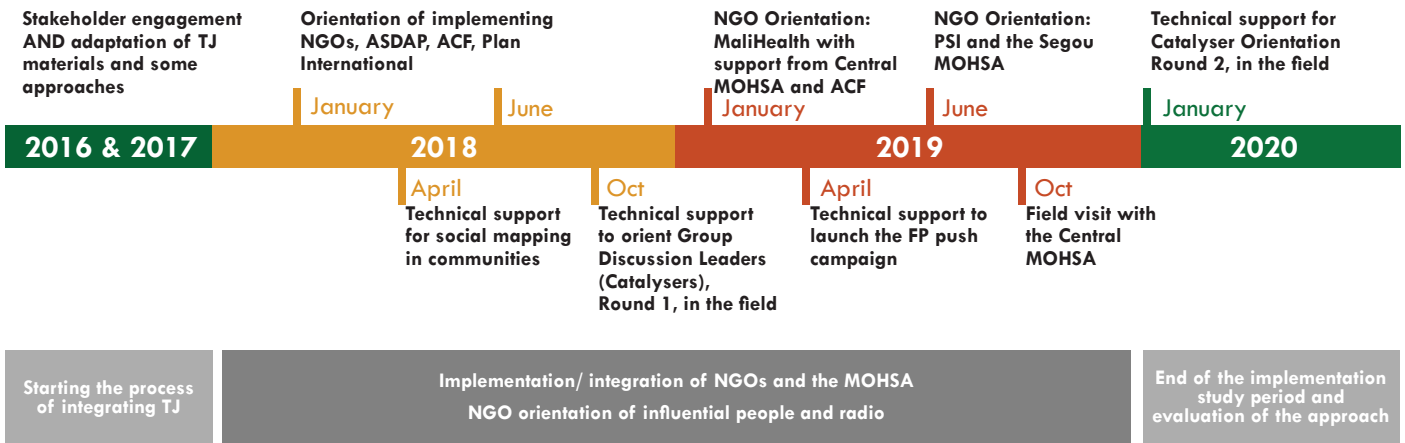 Stakeholder engagement
AND adaptation of TJ
materials and some
approaches
Orientation of implementing
NGOs, ASDAP, ACF, Plan
International
NGO Orientation:
MaliHealth with
support from Central
MOHSA and ACF
NGO Orientation:
PSI and the Segou
MOHSA
Technical support for
Catalyser Orientation
Round 2, in the field
January
June
January
June
January
2016 & 2017
2018
2019
2020
April
Technical support
for social mapping
in communities
Oct
Technical support
to orient Group
Discussion Leaders
(Catalysers),
Round 1, in the field
April
Technical support to
launch the FP push
campaign
Oct
Field visit with
the Central
MOHSA
Starting the process
of integrating TJ
Implementation/ integration of NGOs and the MOHSA
NGO orientation of influential people and radio
End of the implementation
study period and
evaluation of the approach